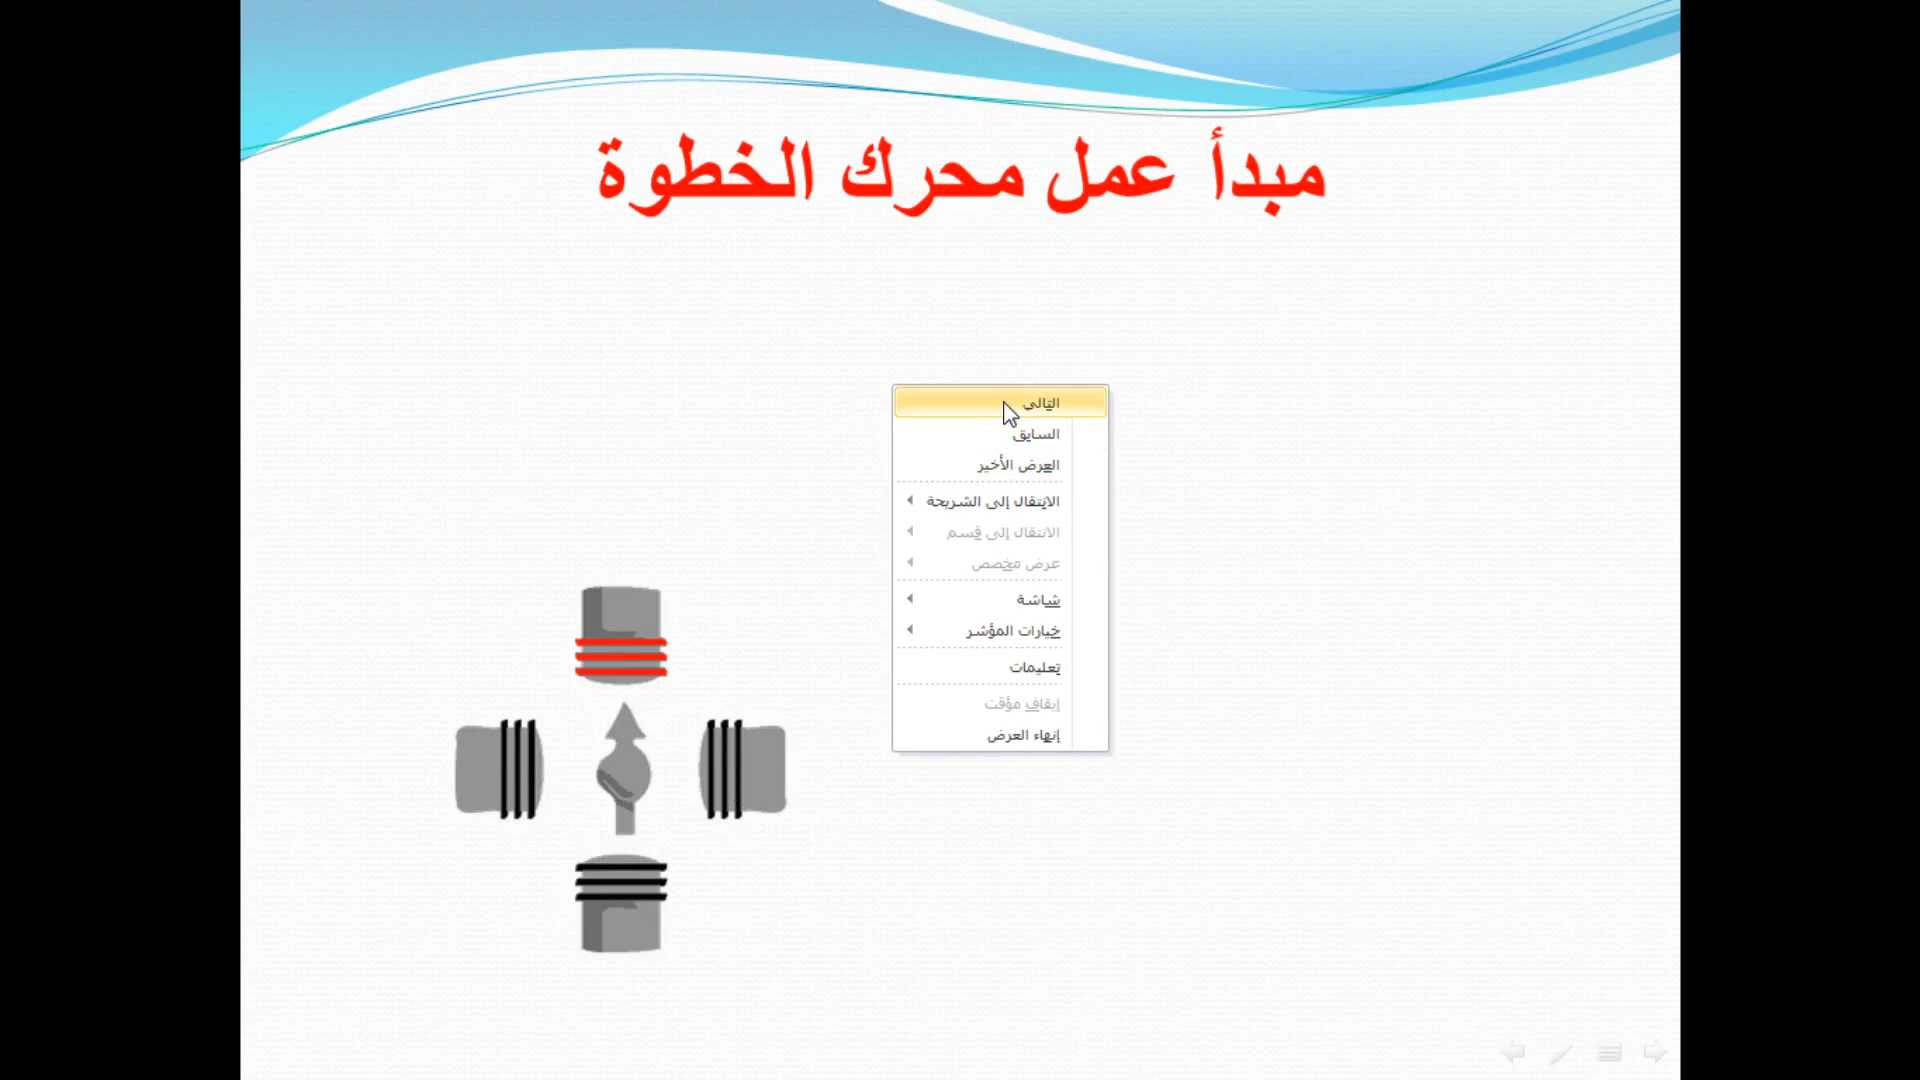 مبدأ عمل محرك الخطوة
التالي
السابق
العرض الأخير
الانتقال إلى الشريحة
الانتقال إلى قسم
عرض مخصص
شاشة
خيارات المؤشر
تعليمات
إيقاف مؤقت
إنهاء العرض